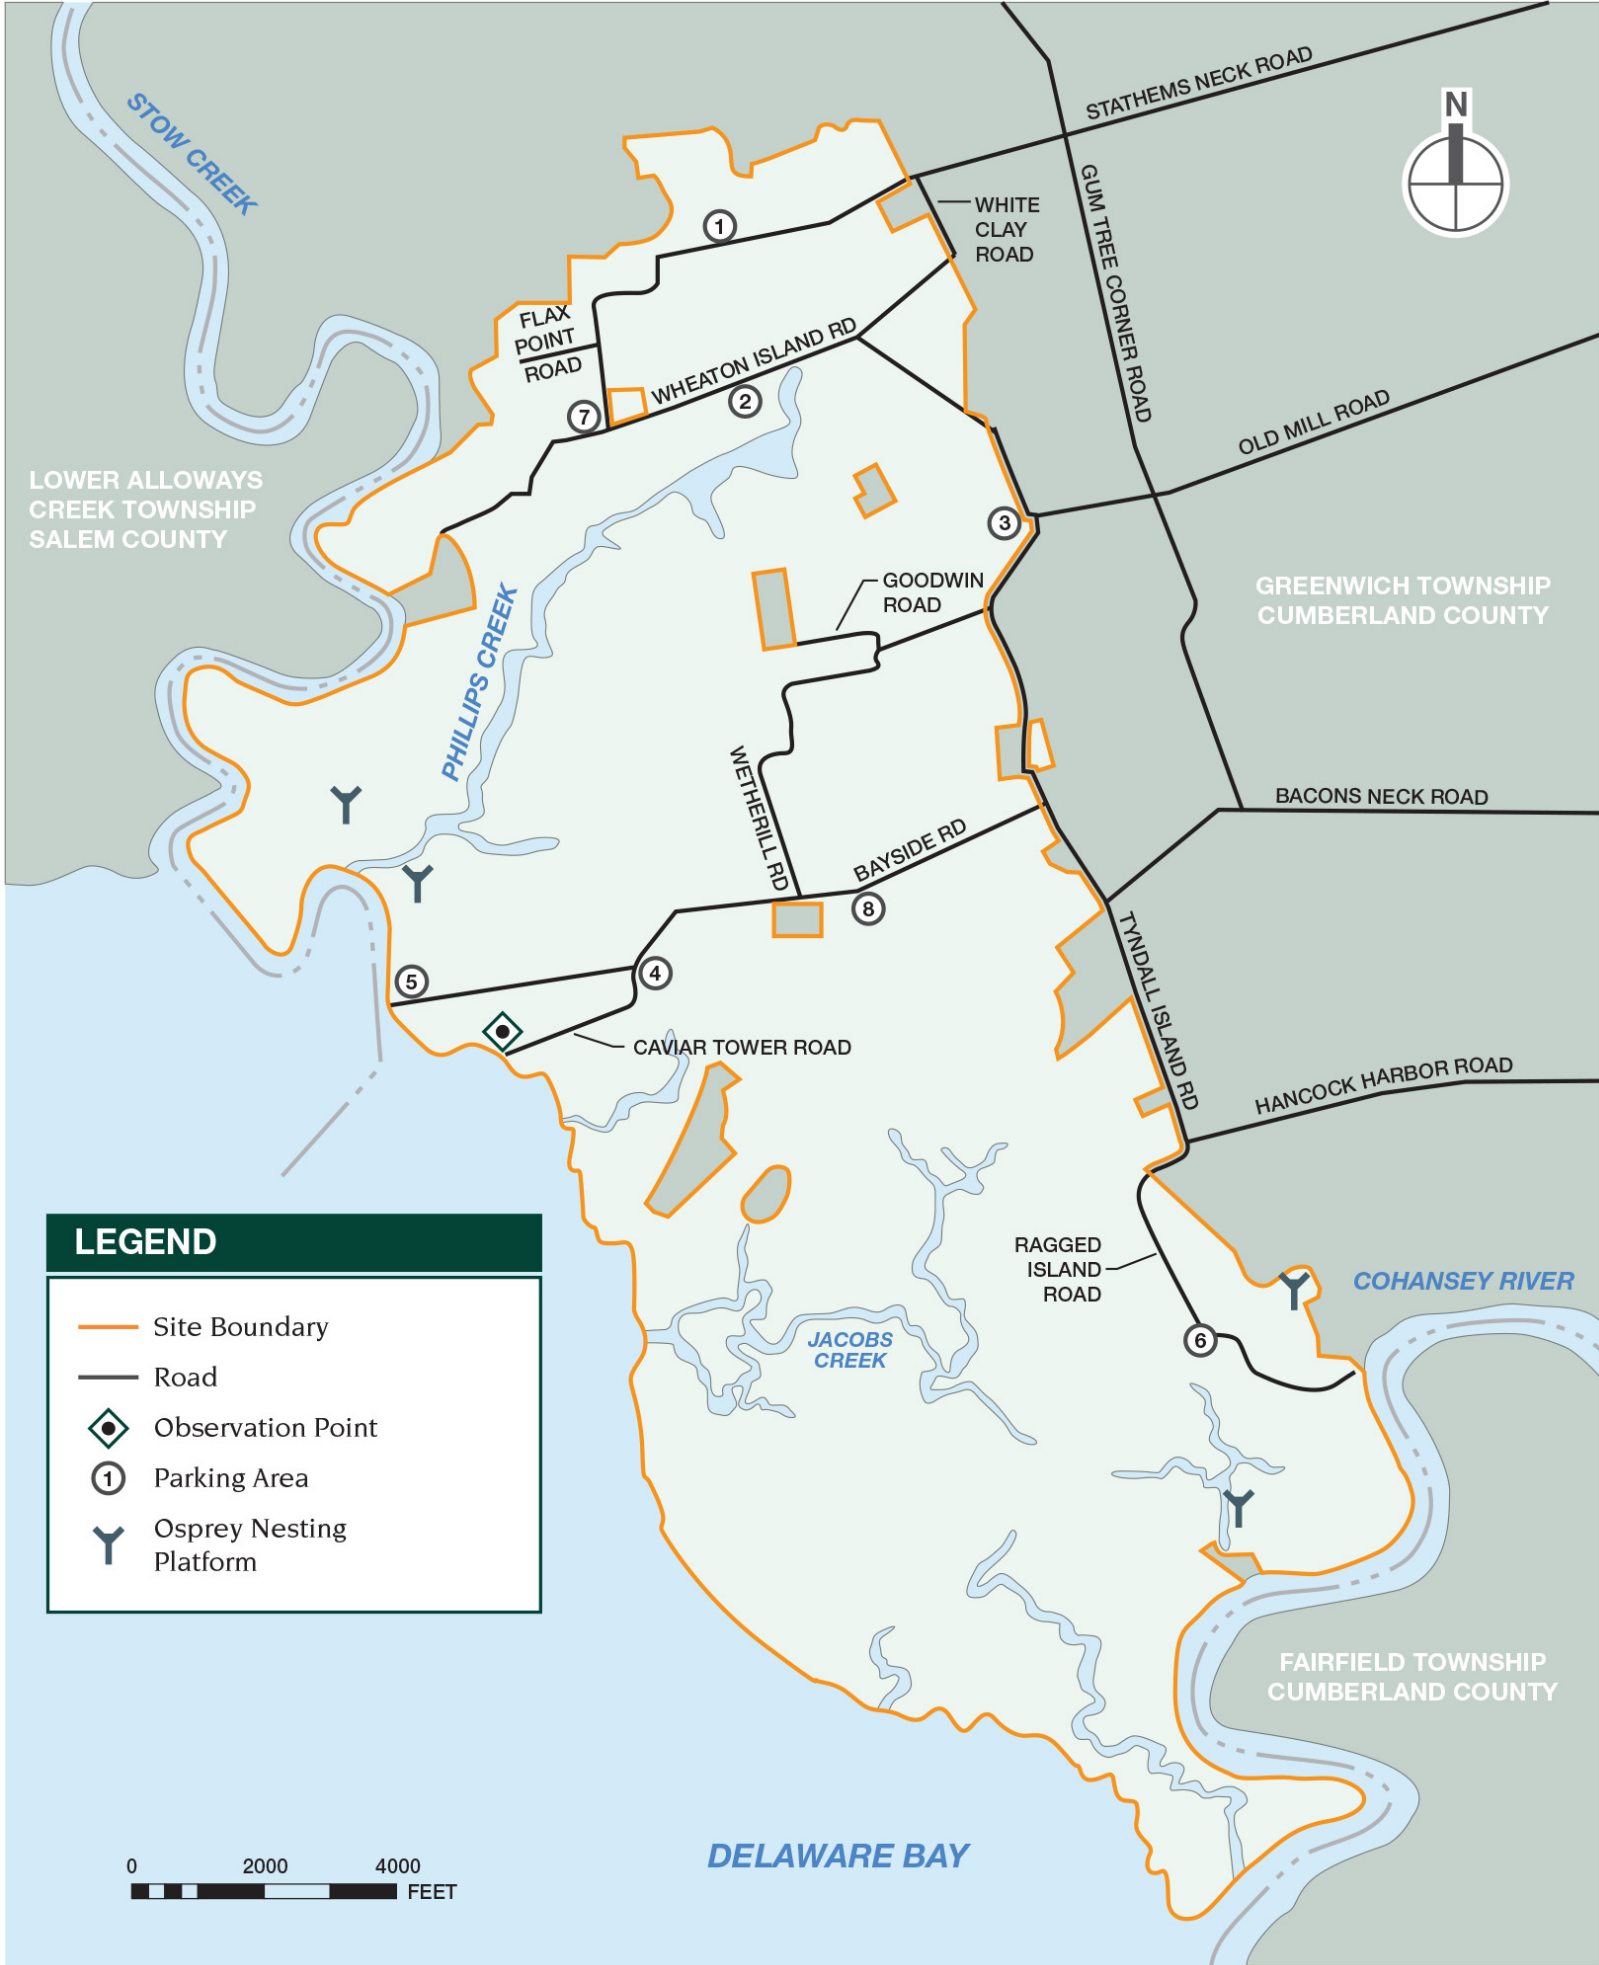 STATHEMS NECK ROAD
N
STOW CREEK
GUM TREE CORNER ROAD
WHITE
CLAY
ROAD
1
FLAX
POINT
ROAD
WHEATON ISLAND RD
2
7
OLD MILL ROAD
LOWER ALLOWAYS
CREEK TOWNSHIP
SALEM COUNTY
3
GOODWIN
ROAD
GREENWICH TOWNSHIP
CUMBERLAND COUNTY
PHILLIPS CREEK
WETHERILL RD
BACONS NECK ROAD
BAYSIDE RD
8
TYNDALL ISLAND RD
4
5
CAVIAR TOWER ROAD
HANCOCK HARBOR ROAD
RAGGED
ISLAND
ROAD
COHANSEY RIVER
6
JACOBS
CREEK
LEGEND
Site Boundary
Road
Observation Point
1 Parking Area
Osprey Nesting
Platform
FAIRFIELD TOWNSHIP
CUMBERLAND COUNTY
DELAWARE BAY
0 2000 4000
FEET